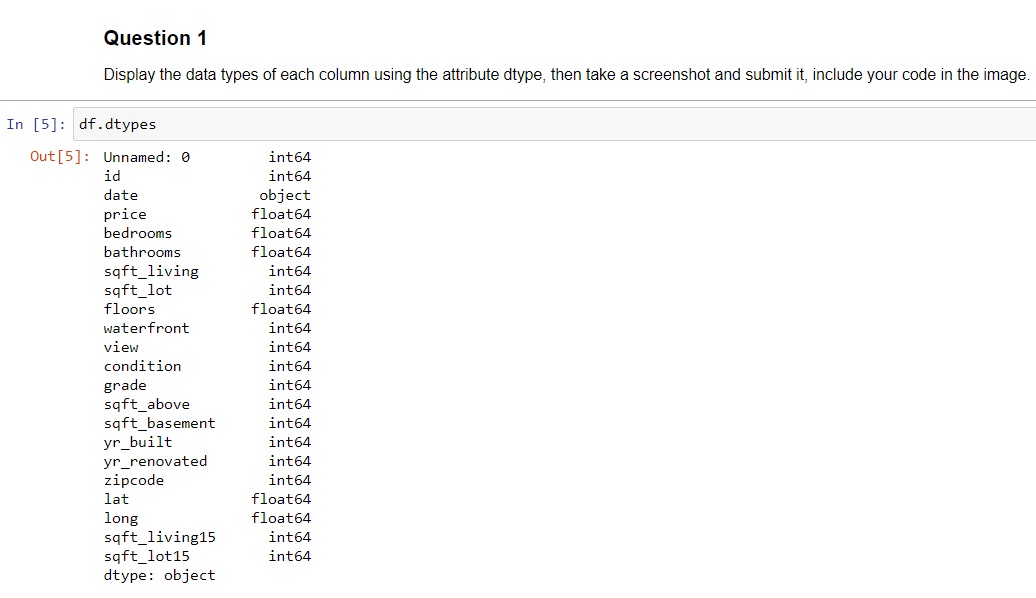 Question 1
Display the data types of each column using the attribute dtype, then take a screenshot and submit it, include your code in the image.
In [5]: df.dtypes
Out[5]: Unnamed: 0 int64
id int64
date object
price float64
bedrooms float64
bathrooms float64
sqft_living int64
sqft_lot int64
floors float64
waterfront int64
view int64
condition int64
grade int64
sqft_above int64
sqft_basement int64
yr_built int64
yr_renovated int64
zipcode int64
lat float64
long float64
sqft_living15 int64
sqft_lot15 int64
dtype: object